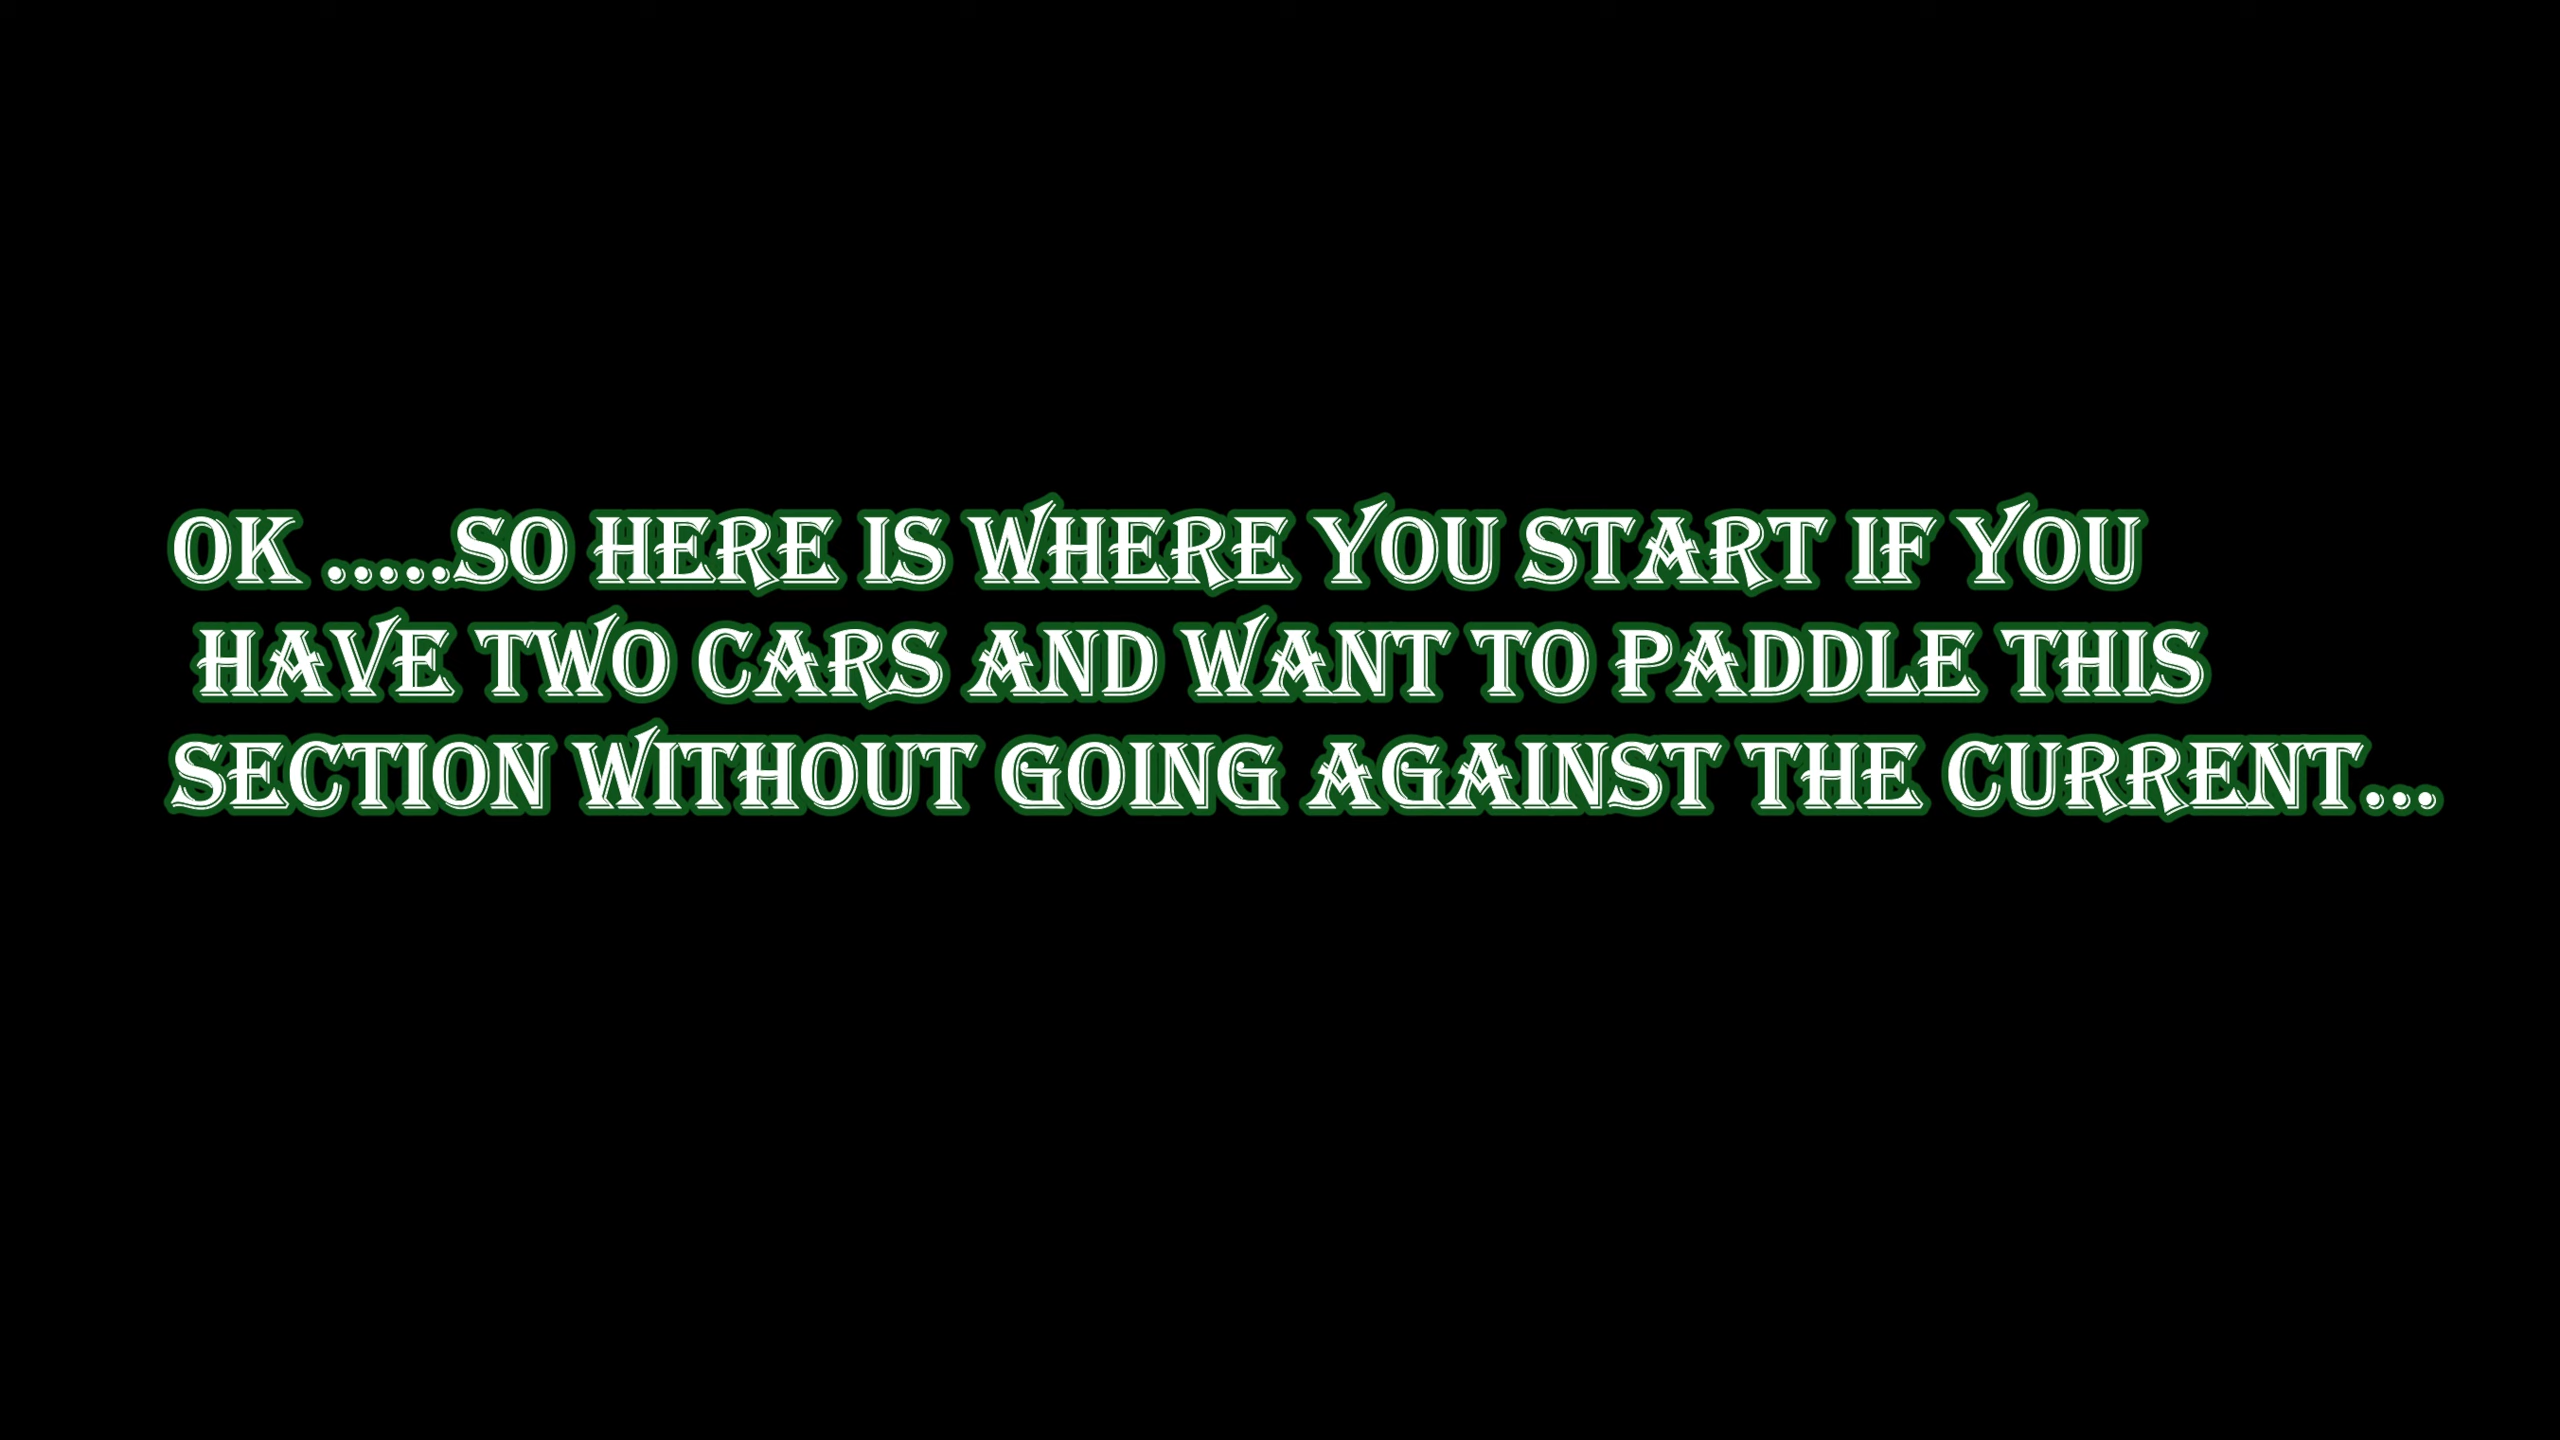 OK .....SO HERE IS WHERE YOU START IF YOU
HAVE TWO CARS AND WANT TO PADDLE THIS
SECTION WITHOUT GOING AGAINST THE CURRENT...